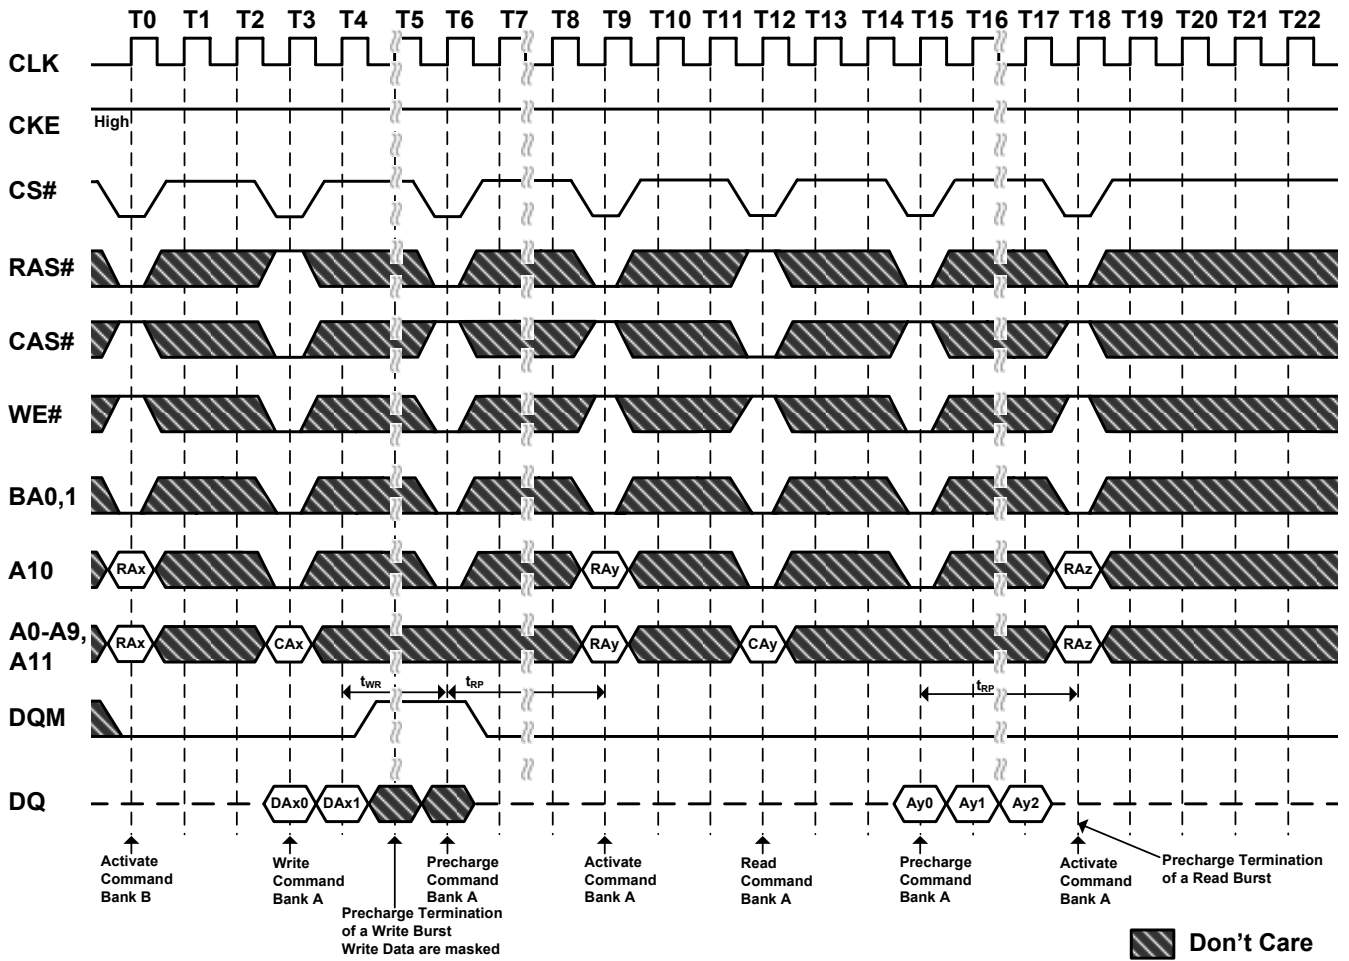 T0 T1 T2 T3 T4 T5 T6 T7 T8 T9 T10 T11 T12 T13 T14 T15 T16 T17 T18 T19 T20 T21 T22
CLK
CKE High
CS#
RAS#
CAS#
WE#
BA0,1
A10 RAx RAy RAz
A0-A9,
A11 RAx CAx RAy CAy RAz
tWR tRP tRP
DQM
DQ DAx0 DAx1 Ay0 Ay1 Ay2
Activate
Command
Bank B
Write
Command
Bank A
Precharge Termination
of a Write Burst
Write Data are masked
Precharge
Command
Bank A
Activate
Command
Bank A
Read
Command
Bank A
Precharge
Command
Bank A
Activate
Command
Bank A
Precharge Termination
of a Read Burst
Don't Care